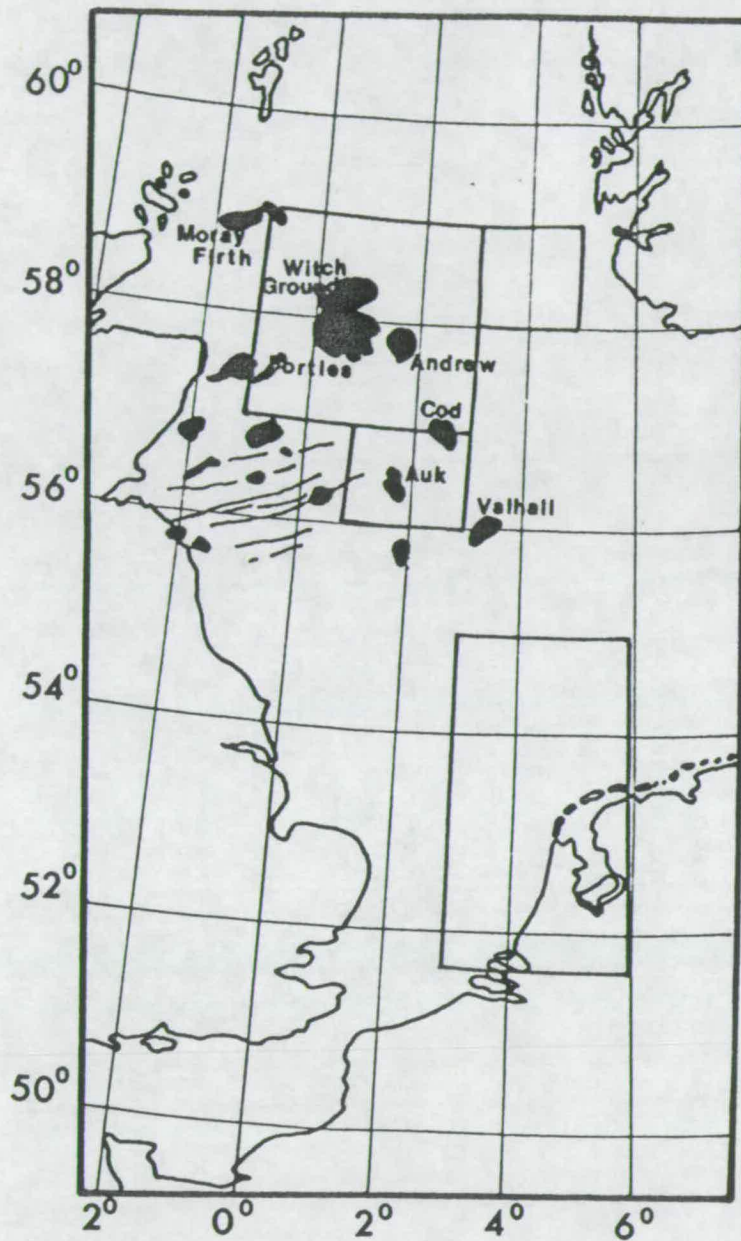 60°
Moray
Firth
Witch
Ground
58°
Forties
Andrew
Cod
56°
Auk
Valhall
54°
52°
50°
2°
0°
2°
4°
6°